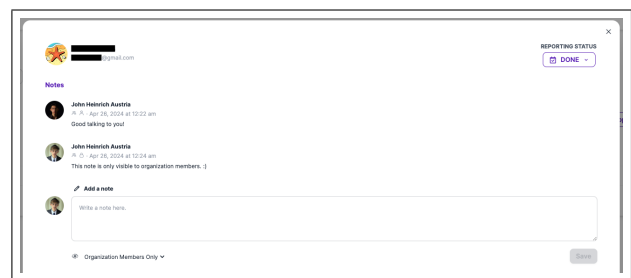 REPORTING STATUS
@gmail.com
DONE
Notes
John Heinrich Austria
· Apr 26, 2024 at 12:22 am
Good talking to you!
John Heinrich Austria
· Apr 26, 2024 at 12:24 am
This note is only visible to organization members. :)
Add a note
Write a note here.
Organization Members Only
Save